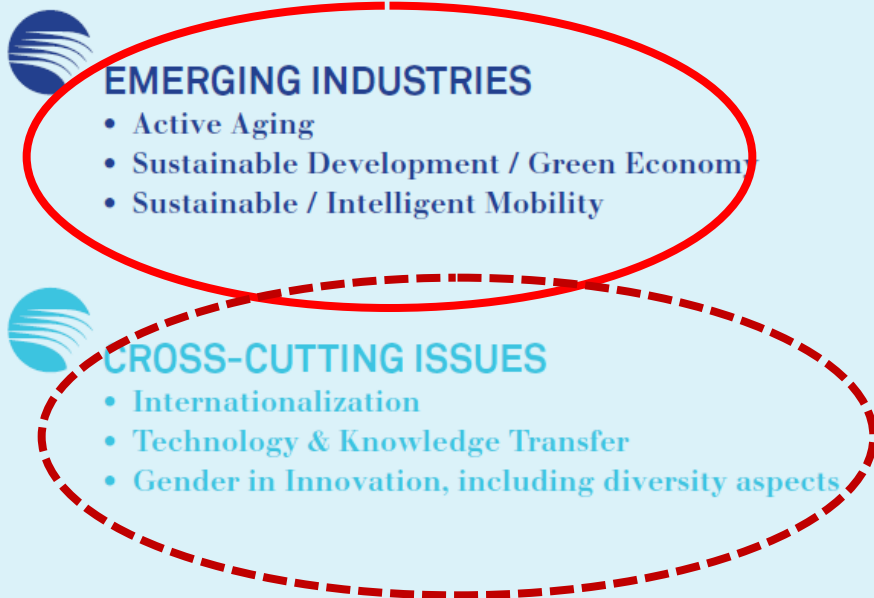 EMERGING INDUSTRIES
• Active Aging
• Sustainable Development / Green Economy
• Sustainable / Intelligent Mobility
CROSS-CUTTING ISSUES
• Internationalization
• Technology & Knowledge Transfer
• Gender in Innovation, including diversity aspects